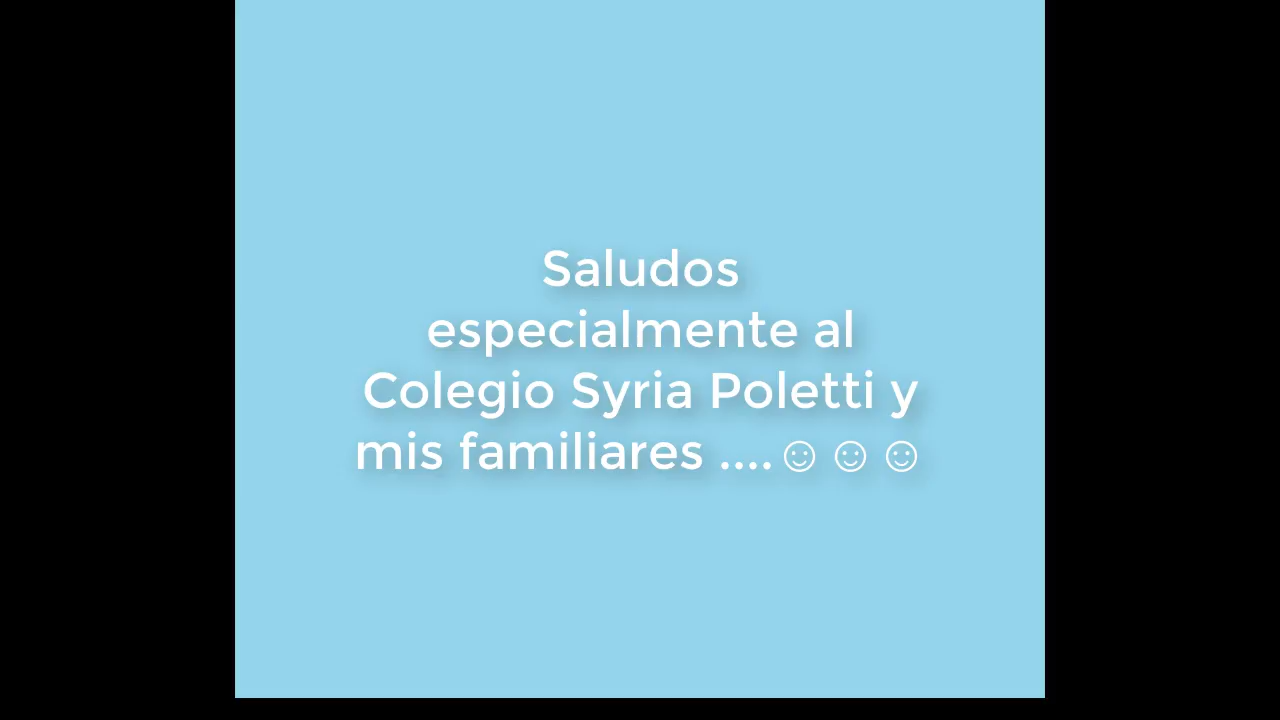 Saludos
especialmente al
Colegio Syria Poletti y
mis familiares ....☺☺☺